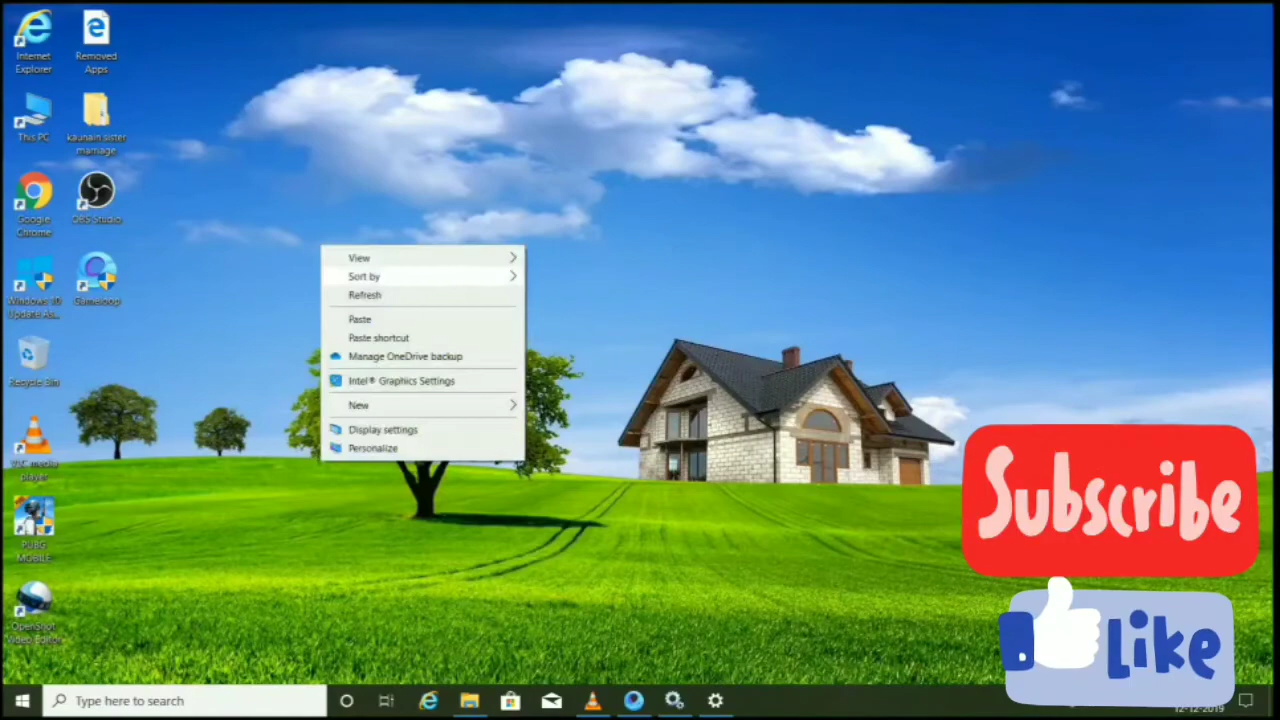 Internet
Explorer
Removed
Apps
This PC
kaunain sister
marriage
Google
Chrome
OBS Studio
Windows 10
Update As...
Gameloop
Recycle Bin
VLC media
player
PUBG
MOBILE
OpenShot
Video Editor
View
Sort by
Refresh
Paste
Paste shortcut
Manage OneDrive backup
Intel® Graphics Settings
New
Display settings
Personalize
Subscribe
Like
Type here to search
12-12-2019